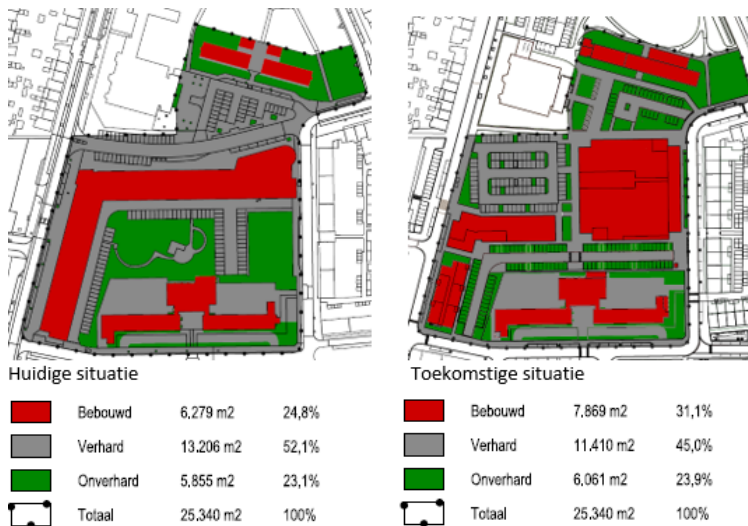 Huidige situatie
Bebouwd 6,279 m2 24,8%
Verhard 13.206 m2 52,1%
Onverhard 5,855 m2 23,1%
Totaal 25.340 m2 100%
Toekomstige situatie
Bebouwd 7.869 m2 31,1%
Verhard 11.410 m2 45,0%
Onverhard 6,061 m2 23,9%
Totaal 25.340 m2 100%